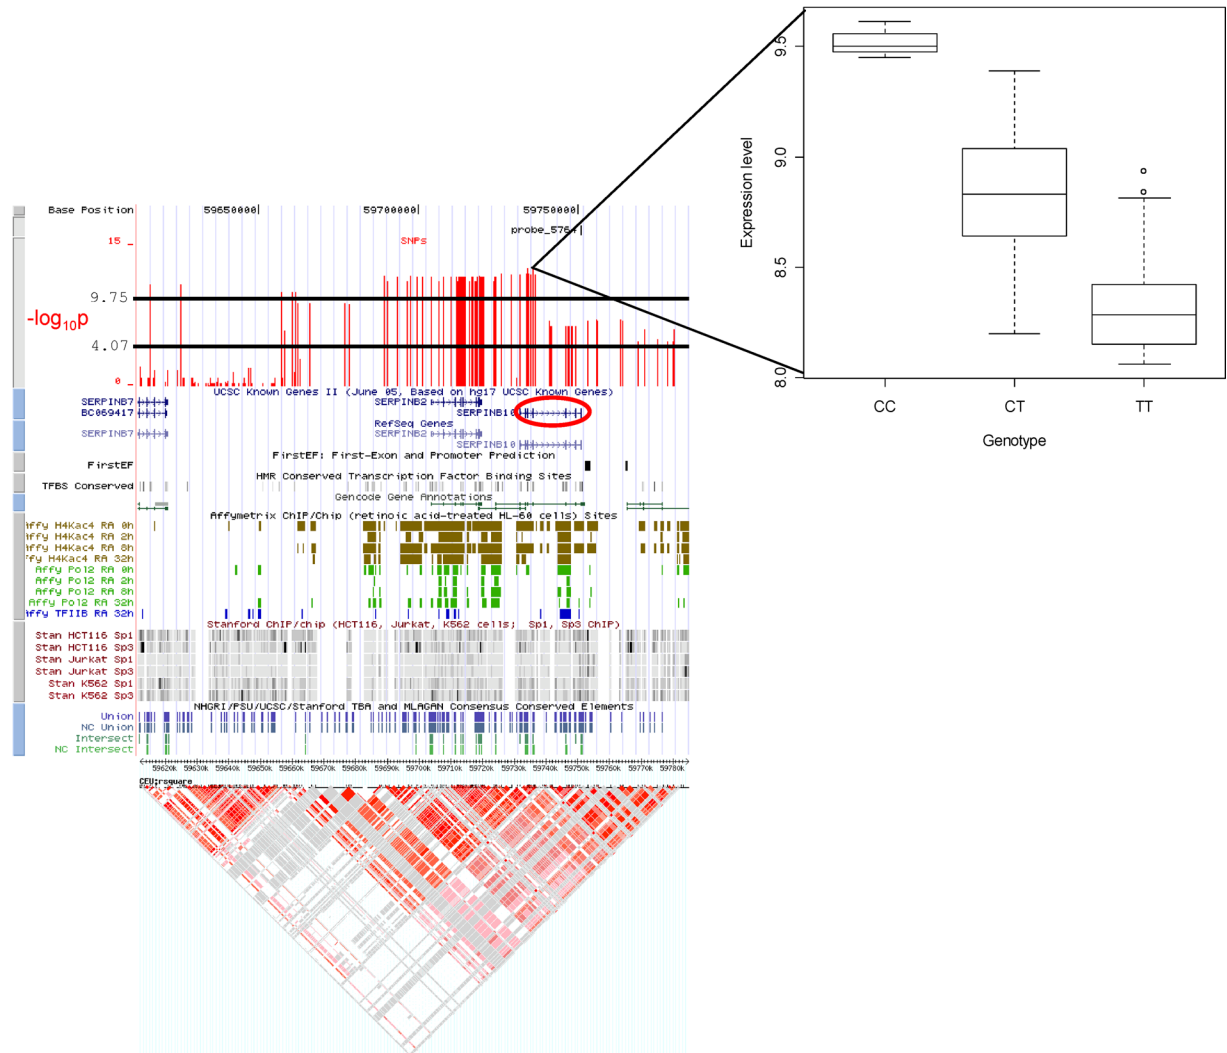 9.5
9.0
8.5
8.0
Expression level
CC CT TT
Genotype
Base Position 59650000 59700000 59750000
probe_5764
15
SNPs
9.75
-log10p
4.07
0
UCSC Known Genes II (June 05, Based on hg17 UCSC Known Genes)
SERPINB7 SERPINB2
BC069417 SERPINB10
RefSeq Genes
SERPINB7 SERPINB2
SERPINB10
FirstEF: First-Exon and Promoter Prediction
FirstEF
HMR Conserved Transcription Factor Binding Sites
TFBS Conserved
Gencode Gene Annotations
Affymetrix ChIP/Chip (retinoic acid-treated HL-60 cells) Sites
Affy H4Kac4 RA 0h
Affy H4Kac4 RA 2h
Affy H4Kac4 RA 8h
Affy H4Kac4 RA 32h
Affy Pol2 RA 0h
Affy Pol2 RA 2h
Affy Pol2 RA 8h
Affy Pol2 RA 32h
Affy TFIIB RA 32h
Stanford ChIP/chip (HCT116, Jurkat, K562 cells; Sp1, Sp3 ChIP)
Stan HCT116 Sp1
Stan HCT116 Sp3
Stan Jurkat Sp1
Stan Jurkat Sp3
Stan K562 Sp1
Stan K562 Sp3
NHGRI/PSU/UCSC/Stanford TBA and MLAGAN Consensus Conserved Elements
Union
NC Union
Intersect
NC Intersect
59620k 59630k 59640k 59650k 59660k 59670k 59680k 59690k 59700k 59710k 59720k 59730k 59740k 59750k 59760k 59770k 59780k
CEU:rsquare